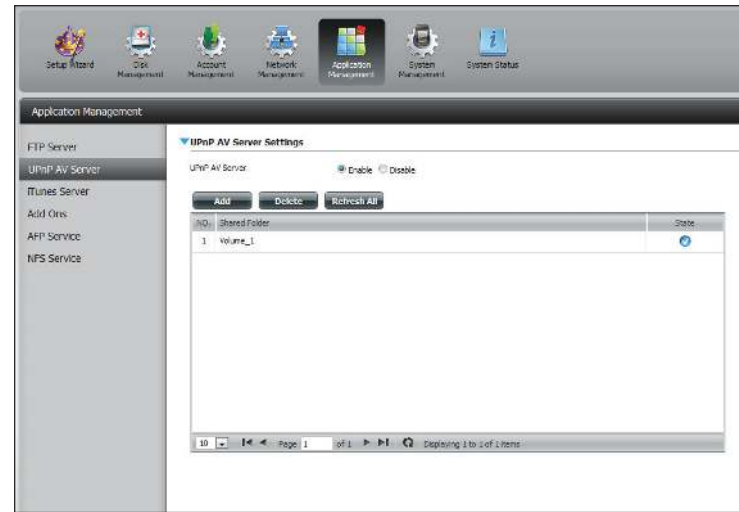 Setup Wizard
Disk Management
Account Management
Network Management
Application Management
System Management
System Status
Application Management
FTP Server
UPnP AV Server
iTunes Server
Add Ons
AFP Service
NFS Service
UPnP AV Server Settings
UPnP AV Server Enable Disable
Add Delete Refresh All
NO. Shared Folder State
1 Volume_1
10 Page 1 of 1 Displaying 1 to 1 of 1 items